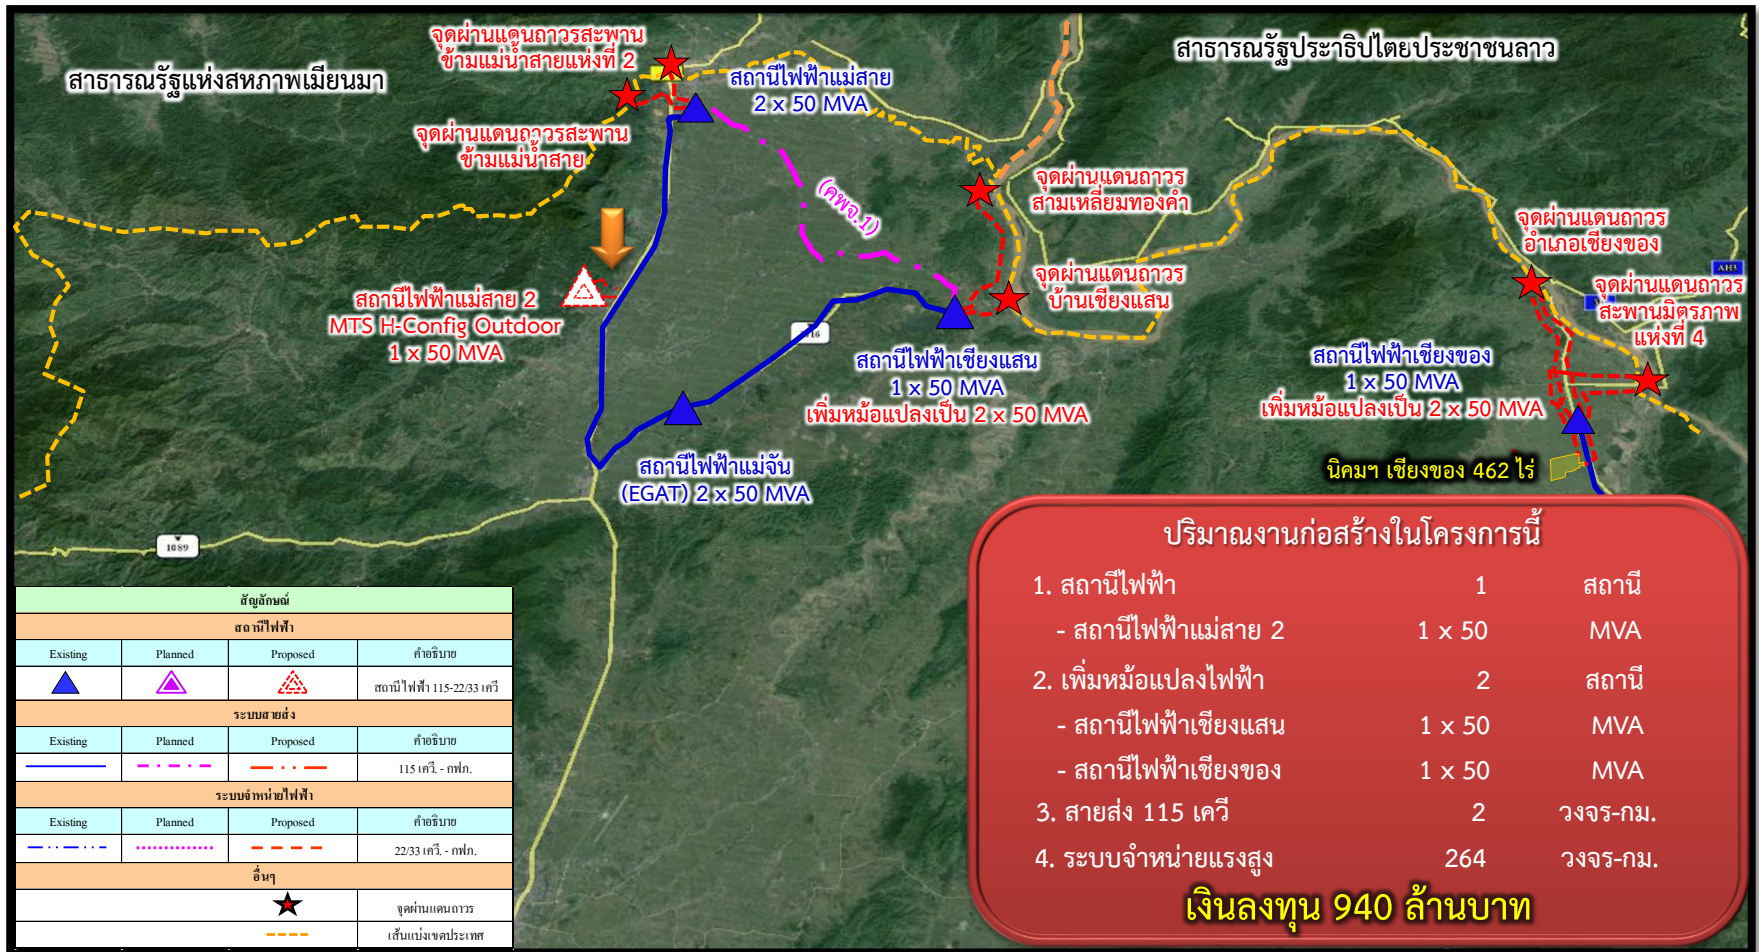 จุดผ่านแดนถาวรสะพาน
ข้ามแม่น้ำสายแห่งที่ 2
สาธารณรัฐแห่งสหภาพเมียนมา
สาธารณรัฐประชาธิปไตยประชาชนลาว
สถานีไฟฟ้าแม่สาย
2 x 50 MVA
จุดผ่านแดนถาวรสะพาน
ข้ามแม่น้ำสาย
จุดผ่านแดนถาวร
สามเหลี่ยมทองคำ
(คพจ.1)
จุดผ่านแดนถาวร
อำเภอเชียงของ
AH3
จุดผ่านแดนถาวร
สะพานมิตรภาพ
แห่งที่ 4
จุดผ่านแดนถาวร
บ้านเชียงแสน
สถานีไฟฟ้าแม่สาย 2
MTS H-Config Outdoor
1 x 50 MVA
สถานีไฟฟ้าเชียงแสน
1 x 50 MVA
เพิ่มหม้อแปลงเป็น 2 x 50 MVA
สถานีไฟฟ้าเชียงของ
1 x 50 MVA
เพิ่มหม้อแปลงเป็น 2 x 50 MVA
สถานีไฟฟ้าแม่จัน
(EGAT) 2 x 50 MVA
นิคมฯ เชียงของ 462 ไร่
1089
ปริมาณงานก่อสร้างในโครงการนี้
1. สถานีไฟฟ้า 1 สถานี
- สถานีไฟฟ้าแม่สาย 2 1 x 50 MVA
2. เพิ่มหม้อแปลงไฟฟ้า 2 สถานี
- สถานีไฟฟ้าเชียงแสน 1 x 50 MVA
- สถานีไฟฟ้าเชียงของ 1 x 50 MVA
3. สายส่ง 115 เควี 2 วงจร-กม.
4. ระบบจำหน่ายแรงสูง 264 วงจร-กม.
เงินลงทุน 940 ล้านบาท
สัญลักษณ์
สถานีไฟฟ้า
Existing Planned Proposed คำอธิบาย
สถานีไฟฟ้า 115-22/33 เควี
ระบบสายส่ง
Existing Planned Proposed คำอธิบาย
115 เควี. - กฟภ.
ระบบจำหน่ายไฟฟ้า
Existing Planned Proposed คำอธิบาย
22/33 เควี. - กฟภ.
อื่นๆ
จุดผ่านแดนถาวร
เส้นแบ่งเขตประเทศ